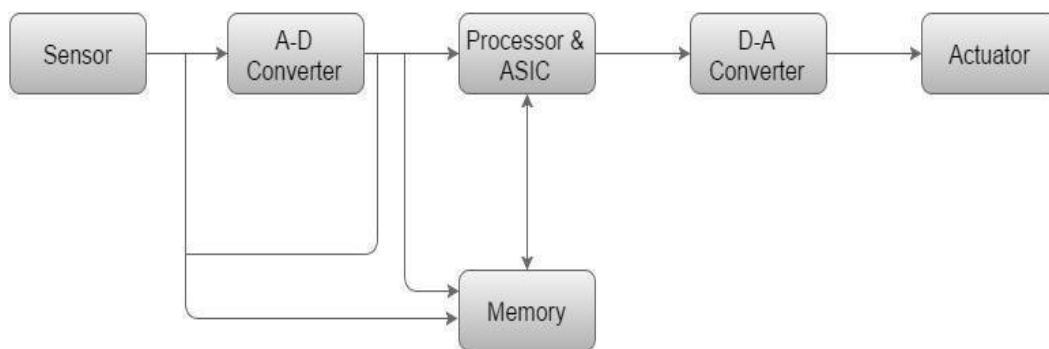 Sensor
A-D
Converter
Processor &
ASIC
D-A
Converter
Actuator
Memory